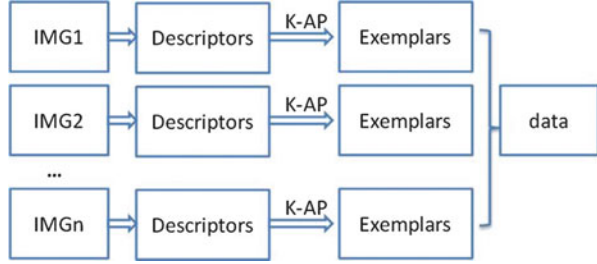 K-AP
IMG1 Descriptors Exemplars
K-AP
IMG2 Descriptors Exemplars data
...
K-AP
IMGn Descriptors Exemplars